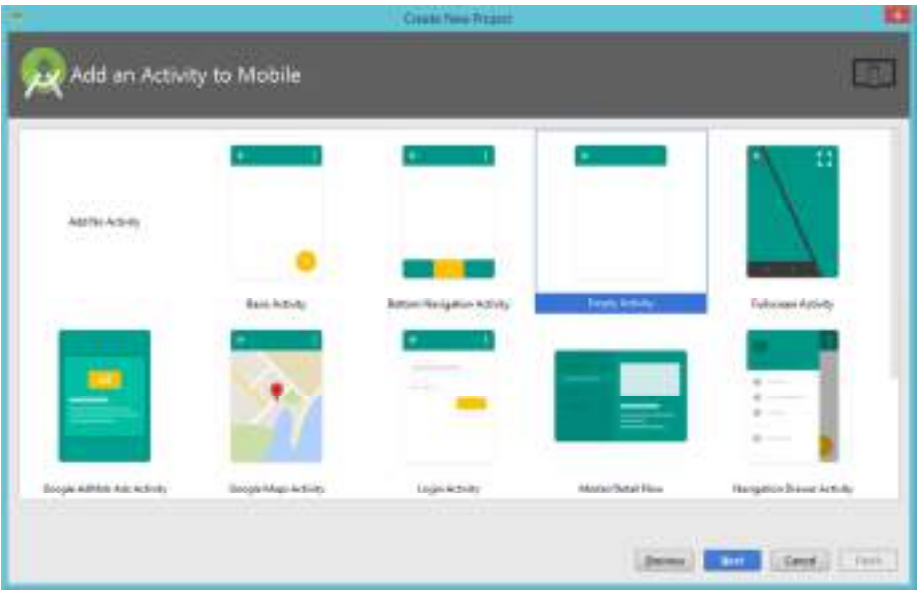 Create New Project
Add an Activity to Mobile
Add No Activity
Basic Activity
Bottom Navigation Activity
Empty Activity
Fullscreen Activity
Google AdMob Ads Activity
Google Maps Activity
Login Activity
Master/Detail Flow
Navigation Drawer Activity
Previous
Next
Cancel
Finish